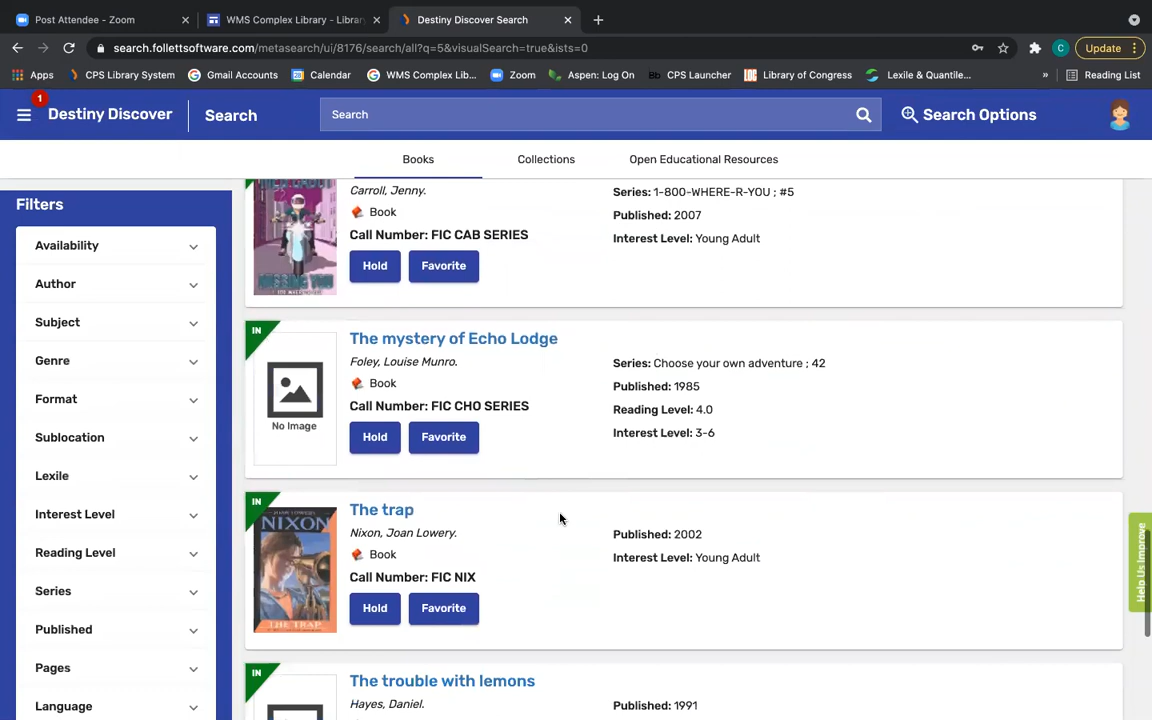 Post Attendee - Zoom
WMS Complex Library - Librar
Destiny Discover Search
search.follettsoftware.com/metasearch/ui/8176/search/all?q=5&visualSearch=true&ists=0
C
Update
Apps
CPS Library System
Gmail Accounts
Calendar
WMS Complex Lib...
Zoom
Aspen: Log On
Bb CPS Launcher
Library of Congress
Lexile & Quantile...
»
Reading List
1
Destiny Discover
Search
Search
Search Options
Books
Collections
Open Educational Resources
Filters
Availability
Author
Subject
Genre
Format
Sublocation
Lexile
Interest Level
Reading Level
Series
Published
Pages
Language
MISSING YOU
Carroll, Jenny.
Book
Call Number: FIC CAB SERIES
Hold
Favorite
Series: 1-800-WHERE-R-YOU ; #5
Published: 2007
Interest Level: Young Adult
IN
No Image
The mystery of Echo Lodge
Foley, Louise Munro.
Book
Call Number: FIC CHO SERIES
Hold
Favorite
Series: Choose your own adventure ; 42
Published: 1985
Reading Level: 4.0
Interest Level: 3-6
IN
JOAN LOWERY
NIXON
THE TRAP
The trap
Nixon, Joan Lowery.
Book
Call Number: FIC NIX
Hold
Favorite
Published: 2002
Interest Level: Young Adult
IN
The trouble with lemons
Hayes, Daniel.
Published: 1991
Help Us Improve